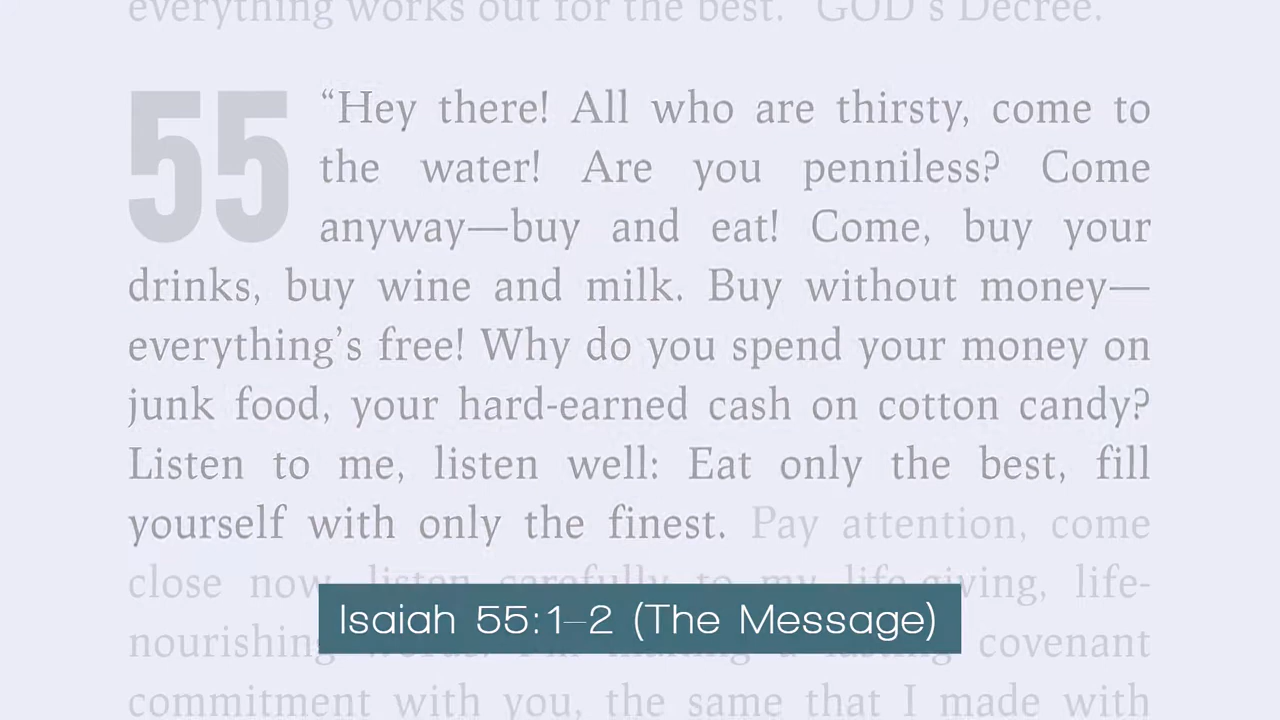 everything works out for the best." GOD's Decree.
55 “Hey there! All who are thirsty, come to
the water! Are you penniless? Come
anyway—buy and eat! Come, buy your
drinks, buy wine and milk. Buy without money—
everything’s free! Why do you spend your money on
junk food, your hard-earned cash on cotton candy?
Listen to me, listen well: Eat only the best, fill
yourself with only the finest. Pay attention, come
close now, listen carefully to my life-giving, life-
Isaiah 55:1–2 (The Message)
nourishing covenant
commitment with you, the same that I made with